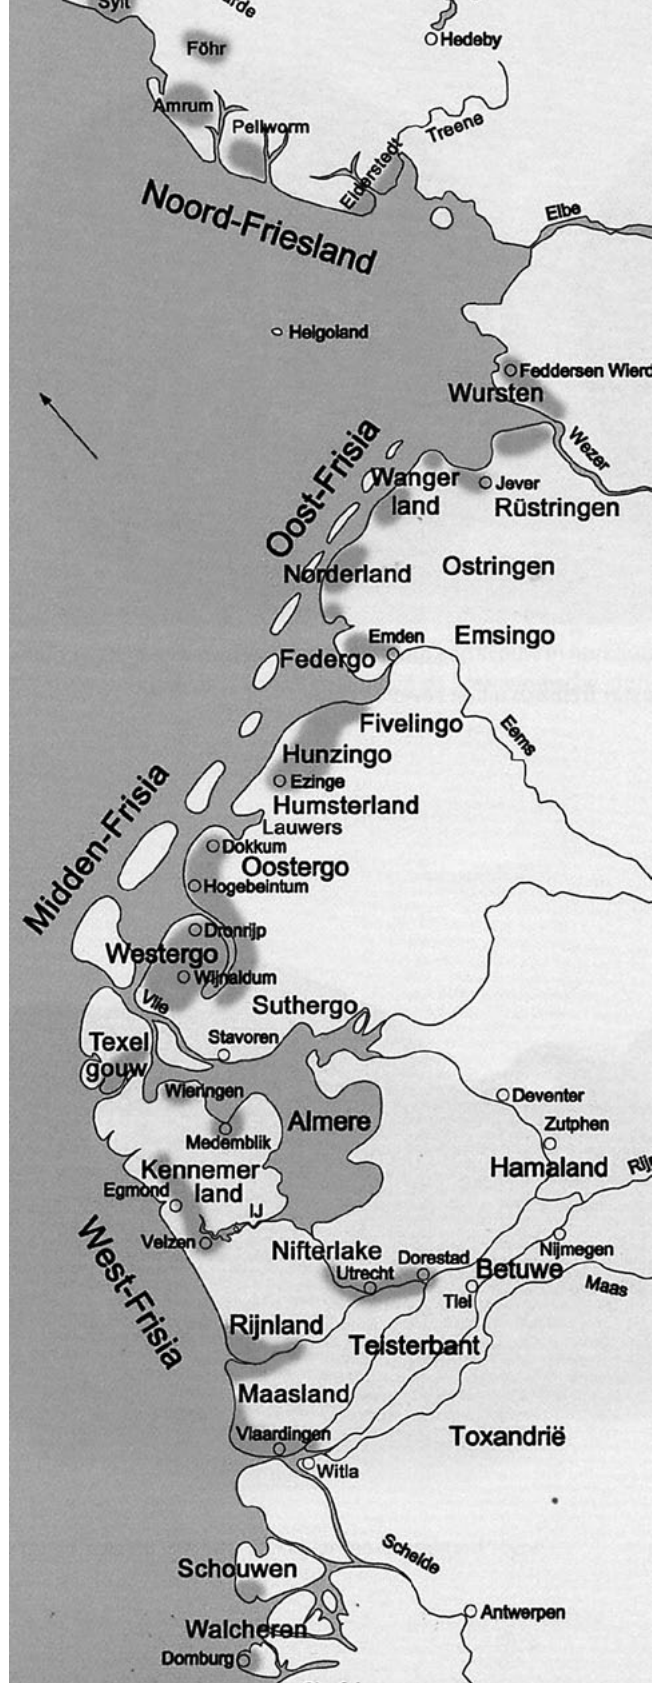 Sylt
Föhr
Hedeby
Amrum
Pellworm
Treene
Elderstedt
Noord-Friesland
Elbe
Helgoland
Feddersen Wierd
Wursten
Wezer
Oost-Frisia
Wanger
land
Jever
Rüstringen
Norderland
Ostringen
Emden
Emsingo
Federgo
Fivelingo
Eems
Hunzingo
Ezinge
Humsterland
Lauwers
Midden-Frisia
Dokkum
Oostergo
Hogebeintum
Dronrijp
Westergo
Wijnaldum
Vlie
Suthergo
Stavoren
Texel
gouw
Wieringen
Almere
Deventer
Medemblik
Zutphen
Kennemer
land
Hamaland
Egmond
IJ
Velzen
Nifterlake
Dorestad
Nijmegen
Utrecht
Betuwe
Tiel
Maas
West-Frisia
Rijnland
Teisterbant
Maasland
Vlaardingen
Toxandrië
Witla
Schelde
Schouwen
Antwerpen
Walcheren
Domburg